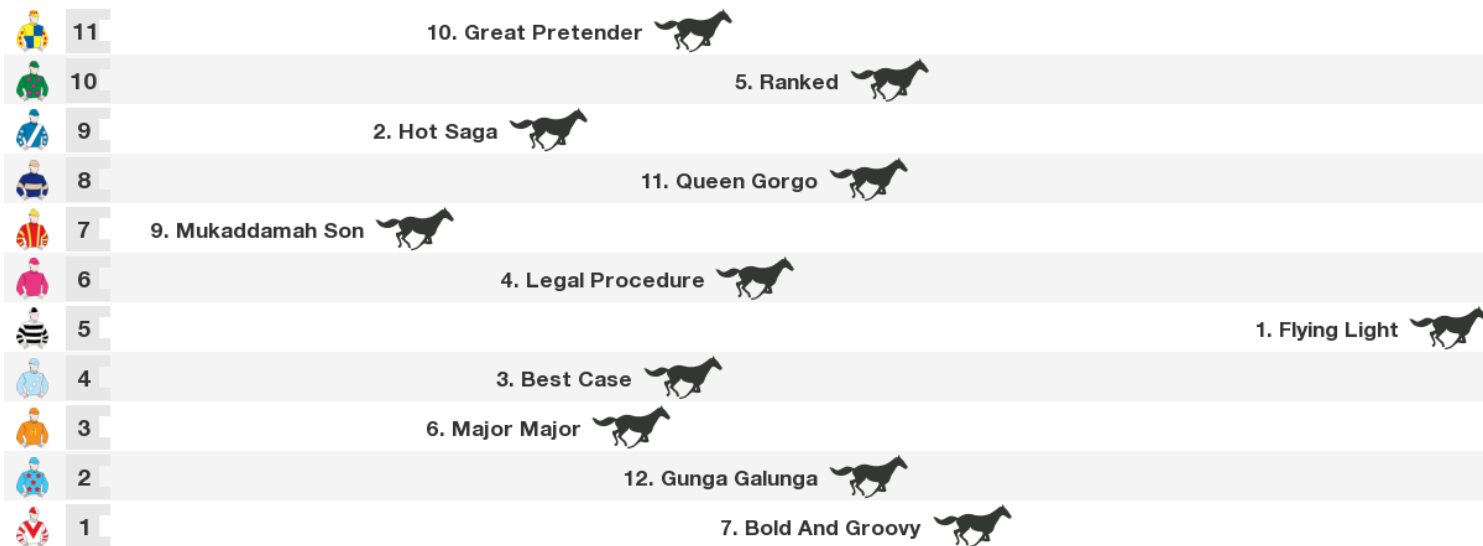 11 10. Great Pretender
10 5. Ranked
9 2. Hot Saga
8 11. Queen Gorgo
7 9. Mukaddamah Son
6 4. Legal Procedure
5 1. Flying Light
4 3. Best Case
3 6. Major Major
2 12. Gunga Galunga
1 7. Bold And Groovy